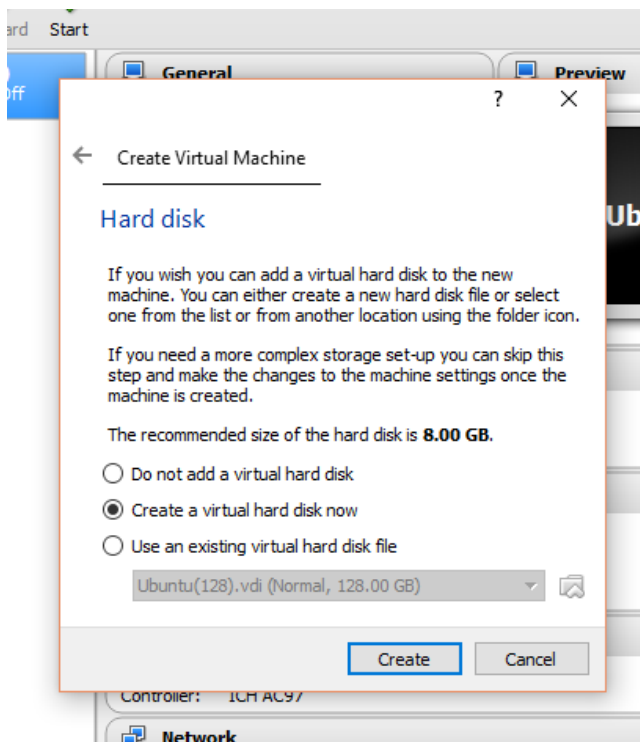 ard Start
General
Preview
Off
?
Create Virtual Machine
Ub
Hard disk
If you wish you can add a virtual hard disk to the new
machine. You can either create a new hard disk file or select
one from the list or from another location using the folder icon.
If you need a more complex storage set-up you can skip this
step and make the changes to the machine settings once the
machine is created.
The recommended size of the hard disk is 8.00 GB.
Do not add a virtual hard disk
Create a virtual hard disk now
Use an existing virtual hard disk file
Ubuntu(128).vdi (Normal, 128.00 GB)
Create
Cancel
Controller: ICH AC97
Network